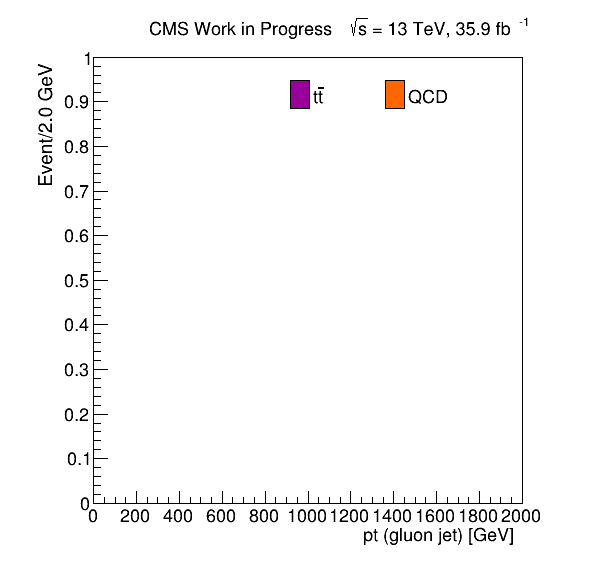 CMS Work in Progress √s = 13 TeV, 35.9 fb⁻¹
Event/2.0 GeV
1
0.9
0.8
0.7
0.6
0.5
0.4
0.3
0.2
0.1
0
tt̄
QCD
0 200 400 600 800 1000 1200 1400 1600 1800 2000
pt (gluon jet) [GeV]